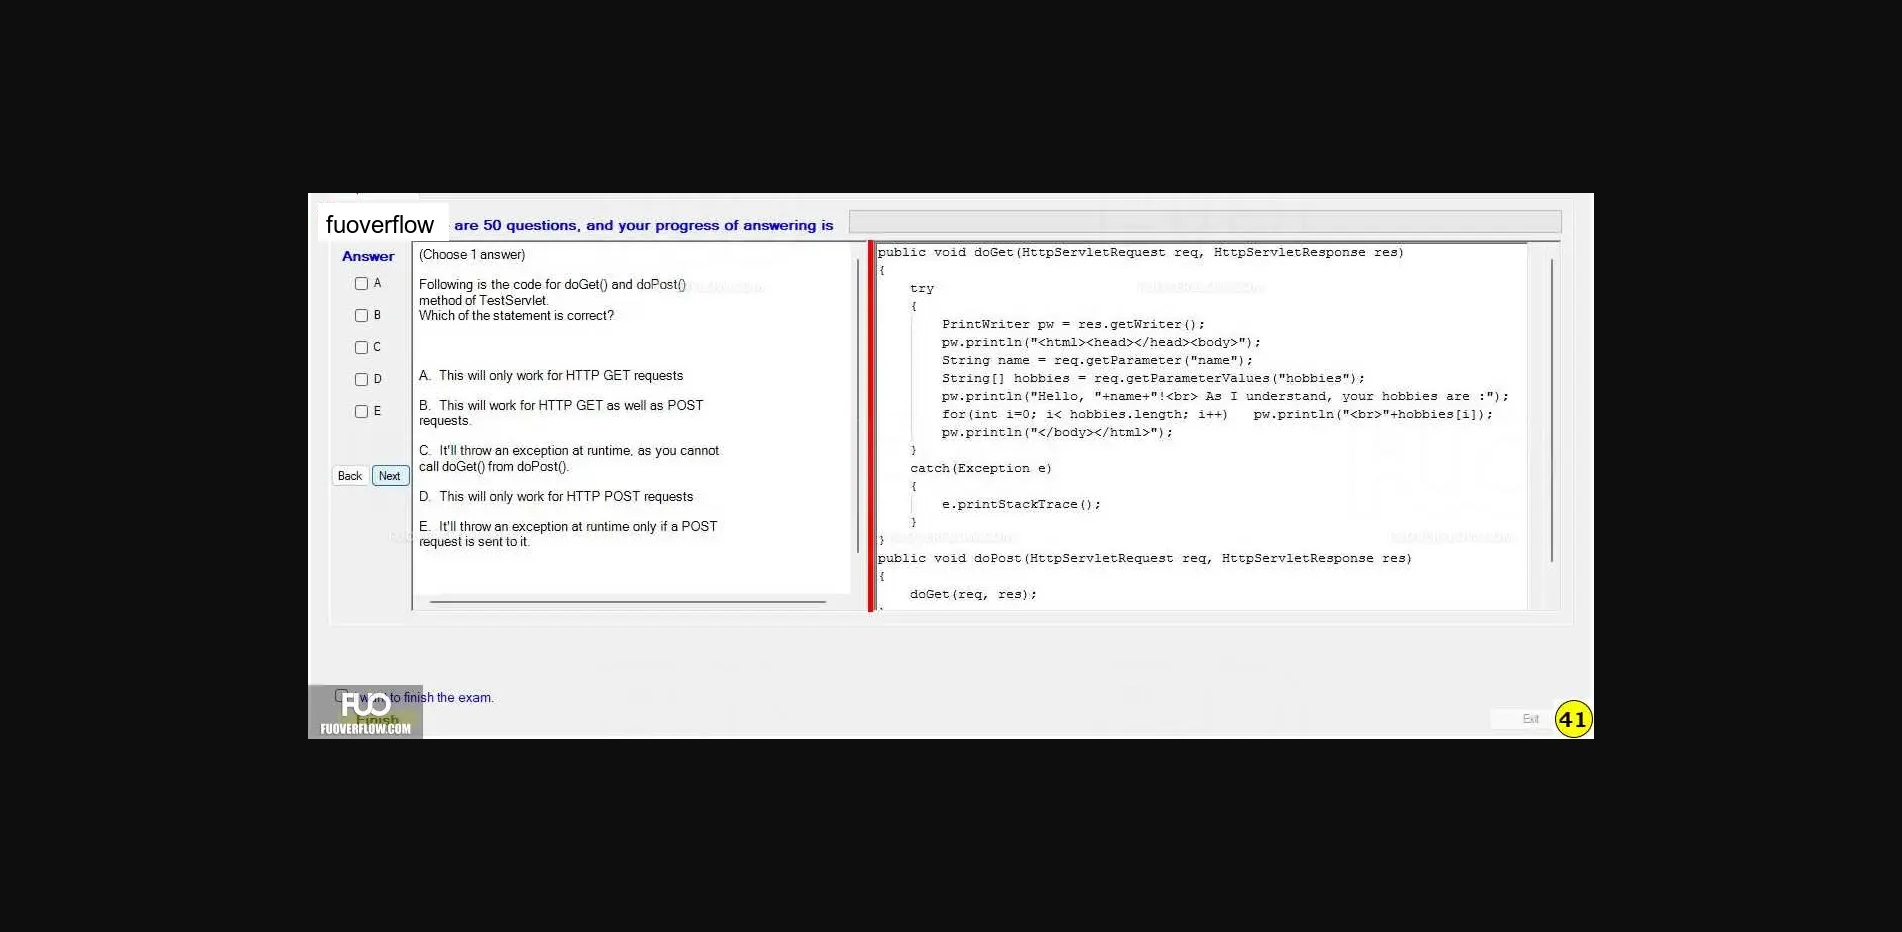 fuoverflow
are 50 questions, and your progress of answering is
Answer
A
B
C
D
E
Back
Next
(Choose 1 answer)
Following is the code for doGet() and doPost()
method of TestServlet.
Which of the statement is correct?
A. This will only work for HTTP GET requests
B. This will work for HTTP GET as well as POST
requests.
C. It'll throw an exception at runtime, as you cannot
call doGet() from doPost().
D. This will only work for HTTP POST requests
E. It'll throw an exception at runtime only if a POST
request is sent to it.
public void doGet(HttpServletRequest req, HttpServletResponse res)
{
try
{
PrintWriter pw = res.getWriter();
pw.println("<html><head></head><body>");
String name = req.getParameter("name");
String[] hobbies = req.getParameterValues("hobbies");
pw.println("Hello, "+name+"!<br> As I understand, your hobbies are :");
for(int i=0; i< hobbies.length; i++)   pw.println("<br>"+hobbies[i]);
pw.println("</body></html>");
}
catch(Exception e)
{
e.printStackTrace();
}
}
public void doPost(HttpServletRequest req, HttpServletResponse res)
{
doGet(req, res);
want to finish the exam.
FUO
Finish
FUOVERFLOW.COM
Exit
41